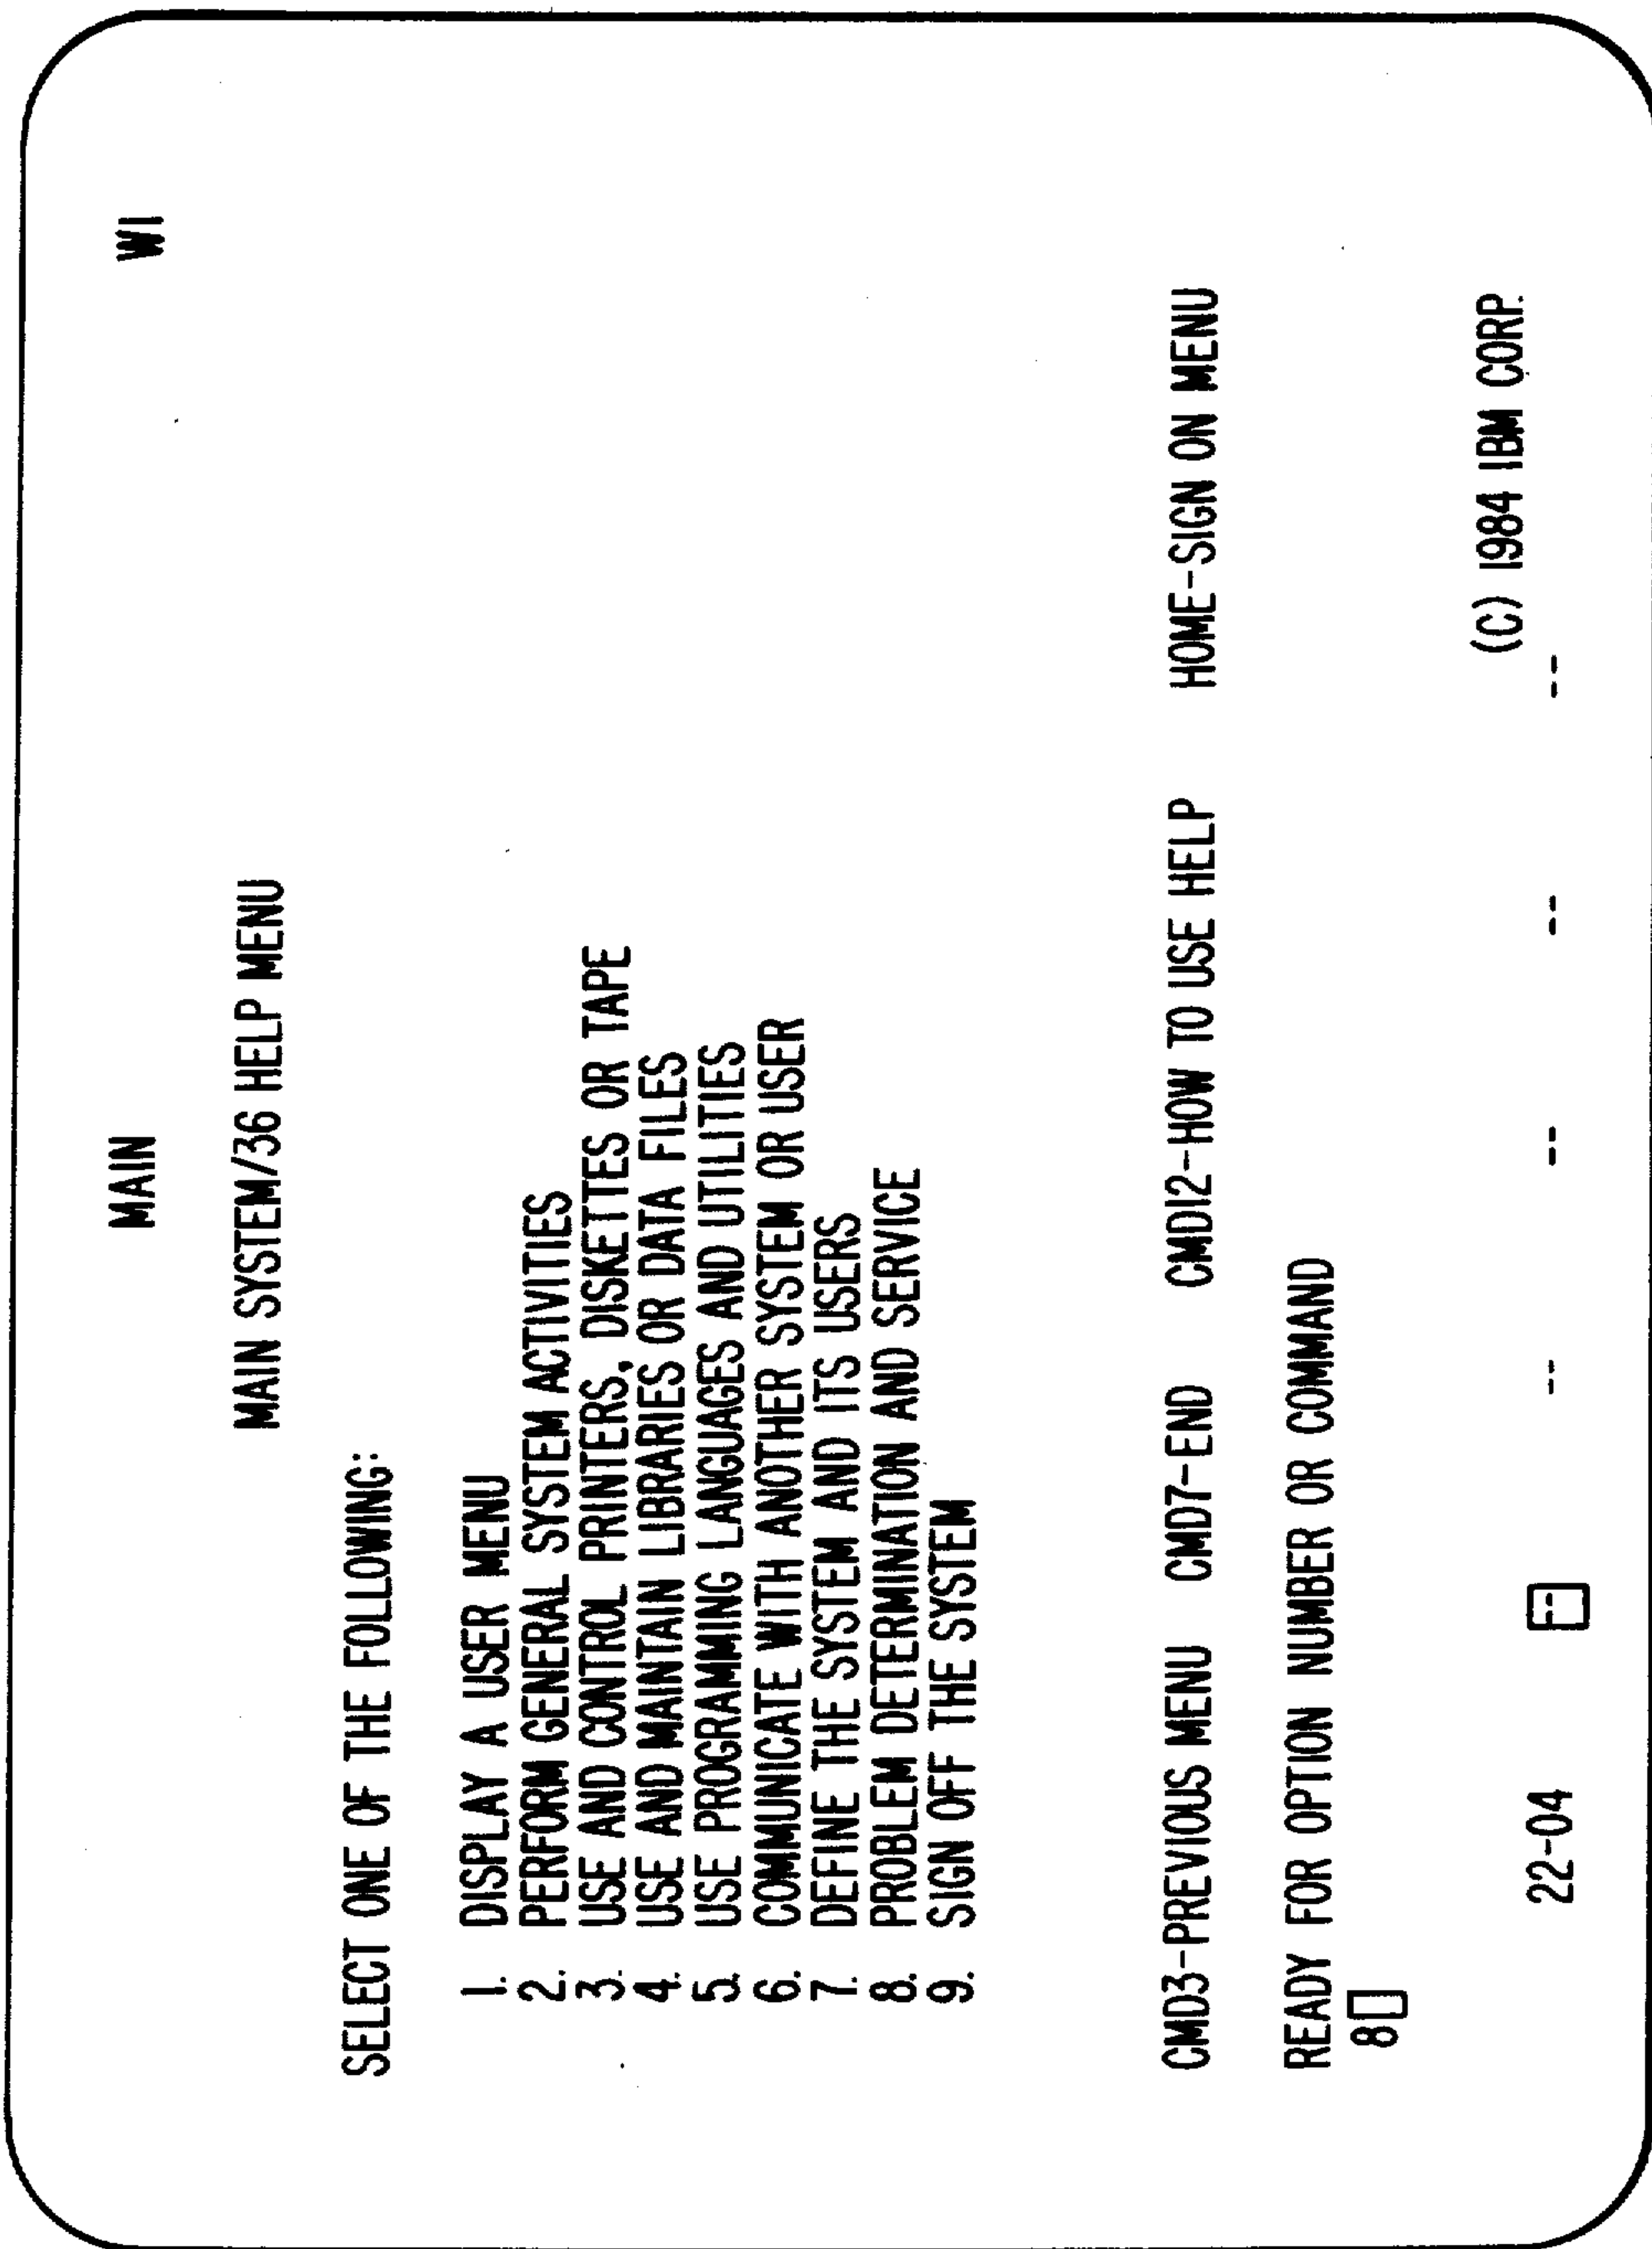 MAIN WI
MAIN SYSTEM/36 HELP MENU
SELECT ONE OF THE FOLLOWING:
1. DISPLAY A USER MENU
2. PERFORM GENERAL SYSTEM ACTIVITIES
3. USE AND CONTROL PRINTERS, DISKETTES OR TAPE
4. USE AND MAINTAIN LIBRARIES OR DATA FILES
5. USE PROGRAMMING LANGUAGES AND UTILITIES
6. COMMUNICATE WITH ANOTHER SYSTEM OR USER
7. DEFINE THE SYSTEM AND ITS USERS
8. PROBLEM DETERMINATION AND SERVICE
9. SIGN OFF THE SYSTEM
CMD3-PREVIOUS MENU CMD7-END CMD12-HOW TO USE HELP HOME-SIGN ON MENU
READY FOR OPTION NUMBER OR COMMAND
8
(C) 1984 IBM CORP.
22-04 -- -- -- -- --